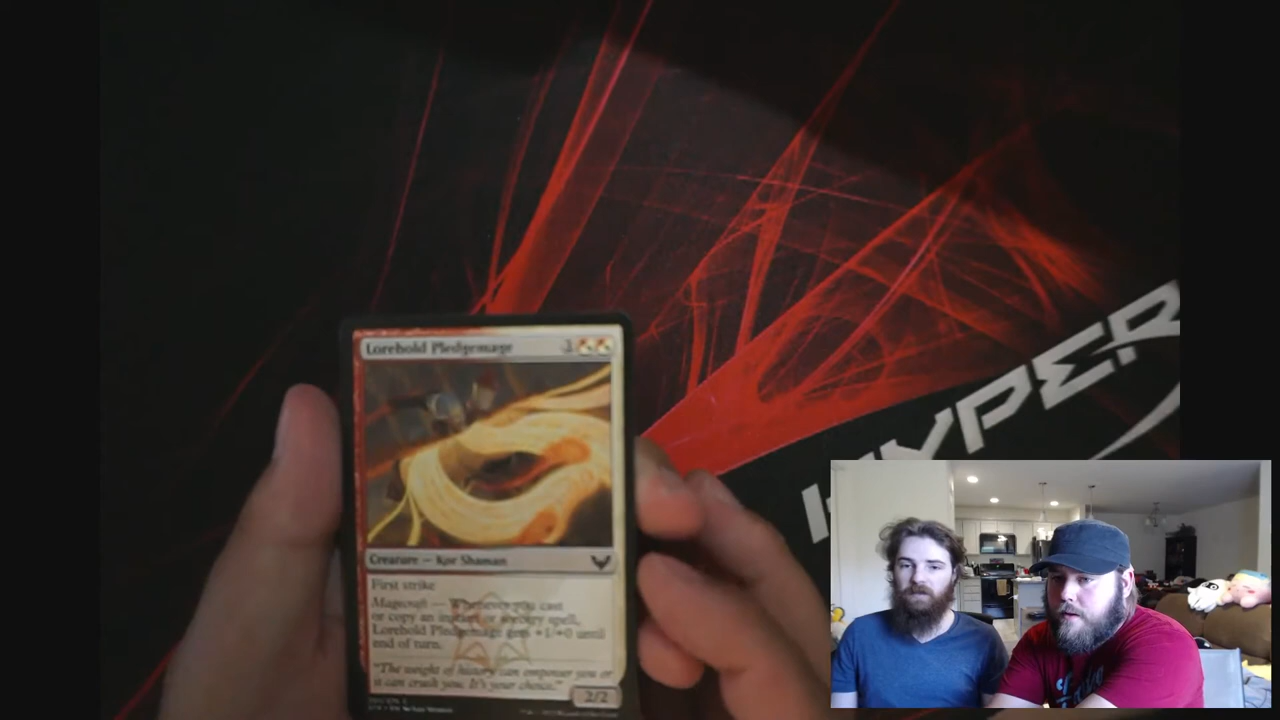 Lorehold Pledgemage
Creature — Kor Shaman
First strike
Magecraft — Whenever you cast
or copy an instant or sorcery spell,
Lorehold Pledgemage gets +1/+0 until
end of turn.
"The weight of history can empower you or
it can crush you. It's your choice."
2/2
HYPER